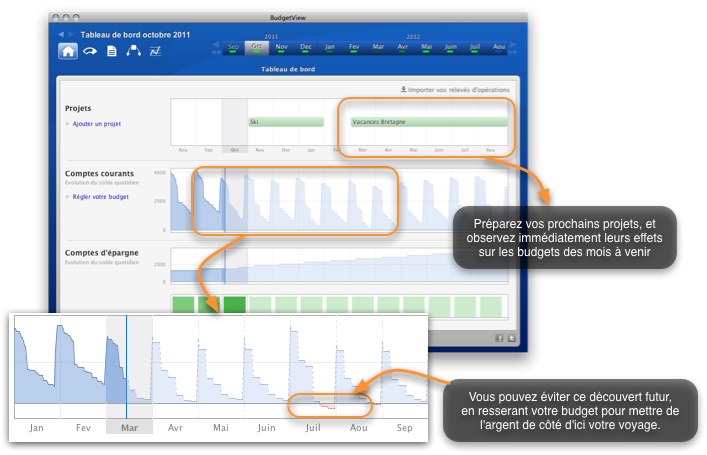 BudgetView
Tableau de bord octobre 2011
2011 2012
Sep Oct Nov Dec Jan Fev Mar Avr Mai Juin Juil Aou
Tableau de bord
Importer vos relevés d'opérations
Projets
Ajouter un projet
Ski
Vacances Bretagne
Aou Sep Oct Nov Dec Jan Fev Mar Avr Mai Juin Juil Aou
Comptes courants
Evolution du solde quotidien
Régler votre budget
4000
2000
0
Préparez vos prochains projets, et
observez immédiatement leurs effets
sur les budgets des mois à venir
Comptes d'épargne
Evolution du solde quotidien
2000
0
f t
Jan Fev Mar Avr Mai Juin Juil Aou Sep
Vous pouvez éviter ce découvert futur,
en resserant votre budget pour mettre de
l'argent de côté d'ici votre voyage.